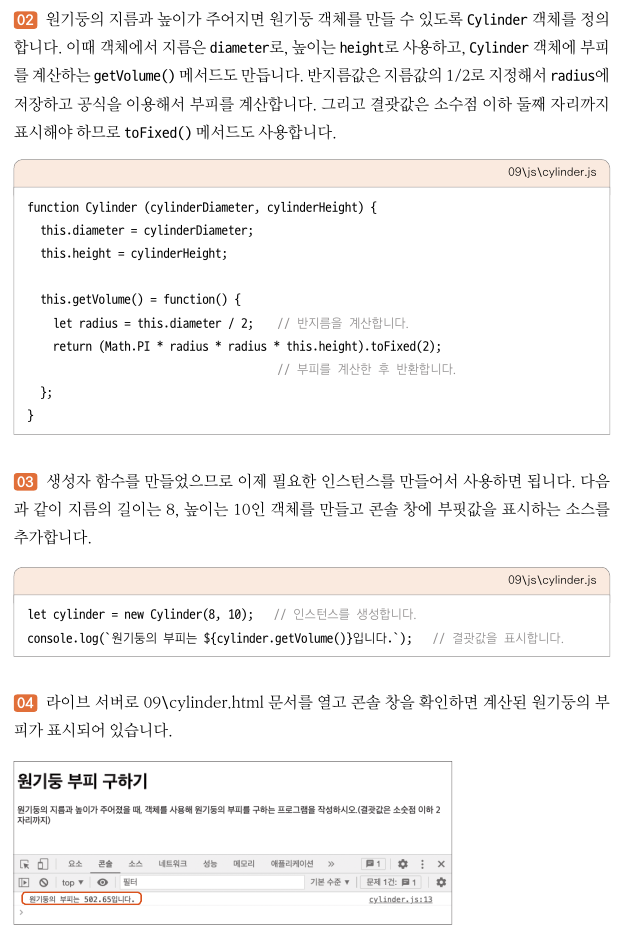 02 원기둥의 지름과 높이가 주어지면 원기둥 객체를 만들 수 있도록 Cylinder 객체를 정의
합니다. 이때 객체에서 지름은 diameter로, 높이는 height로 사용하고, Cylinder 객체에 부피
를 계산하는 getVolume() 메서드도 만듭니다. 반지름값은 지름값의 1/2로 지정해서 radius에
저장하고 공식을 이용해서 부피를 계산합니다. 그리고 결괏값은 소수점 이하 둘째 자리까지
표시해야 하므로 toFixed() 메서드도 사용합니다.
09\js\cylinder.js
function Cylinder (cylinderDiameter, cylinderHeight) {
this.diameter = cylinderDiameter;
this.height = cylinderHeight;
this.getVolume() = function() {
let radius = this.diameter / 2; // 반지름을 계산합니다.
return (Math.PI * radius * radius * this.height).toFixed(2);
// 부피를 계산한 후 반환합니다.
};
}
03 생성자 함수를 만들었으므로 이제 필요한 인스턴스를 만들어서 사용하면 됩니다. 다음
과 같이 지름의 길이는 8, 높이는 10인 객체를 만들고 콘솔 창에 부핏값을 표시하는 소스를
추가합니다.
09\js\cylinder.js
let cylinder = new Cylinder(8, 10); // 인스턴스를 생성합니다.
console.log(`원기둥의 부피는 ${cylinder.getVolume()}입니다.`); // 결괏값을 표시합니다.
04 라이브 서버로 09\cylinder.html 문서를 열고 콘솔 창을 확인하면 계산된 원기둥의 부
피가 표시되어 있습니다.
원기둥 부피 구하기
원기둥의 지름과 높이가 주어졌을 때, 객체를 사용해 원기둥의 부피를 구하는 프로그램을 작성하시오.(결괏값은 소숫점 이하 2
자리까지)
요소 콘솔 소스 네트워크 성능 메모리 애플리케이션 » 1
top ▼ 필터 기본 수준 ▼ 문제 1건: 1
원기둥의 부피는 502.65입니다. cylinder.js:13
>